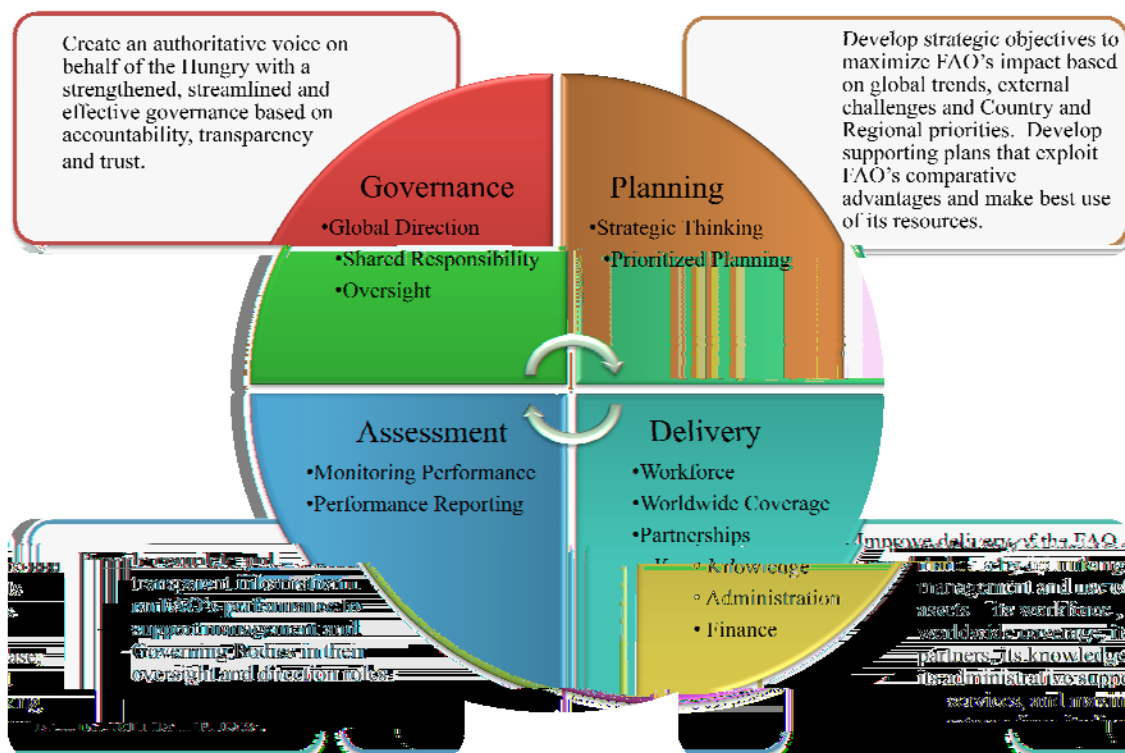 Create an authoritative voice on
behalf of the Hungry with a
strengthened, streamlined and
effective governance based on
accountability, transparency
and trust.
Develop strategic objectives to
maximize FAO's impact based
on global trends, external
challenges and Country and
Regional priorities. Develop
supporting plans that exploit
FAO's comparative
advantages and make best use
of its resources.
Governance
•Global Direction
•Shared Responsibility
•Oversight
Planning
•Strategic Thinking
•Prioritized Planning
Assessment
•Monitoring Performance
•Performance Reporting
Delivery
•Workforce
•Worldwide Coverage
•Partnerships
Knowledge
Administration
• Finance
transparent information
on FAO's performance to
support management and
Governing Bodies in their
oversight and direction roles.
Improve delivery of the FAO
management and use
assets workforce,
worldwide coverage,
partners, its knowledge
its administrative
services, and